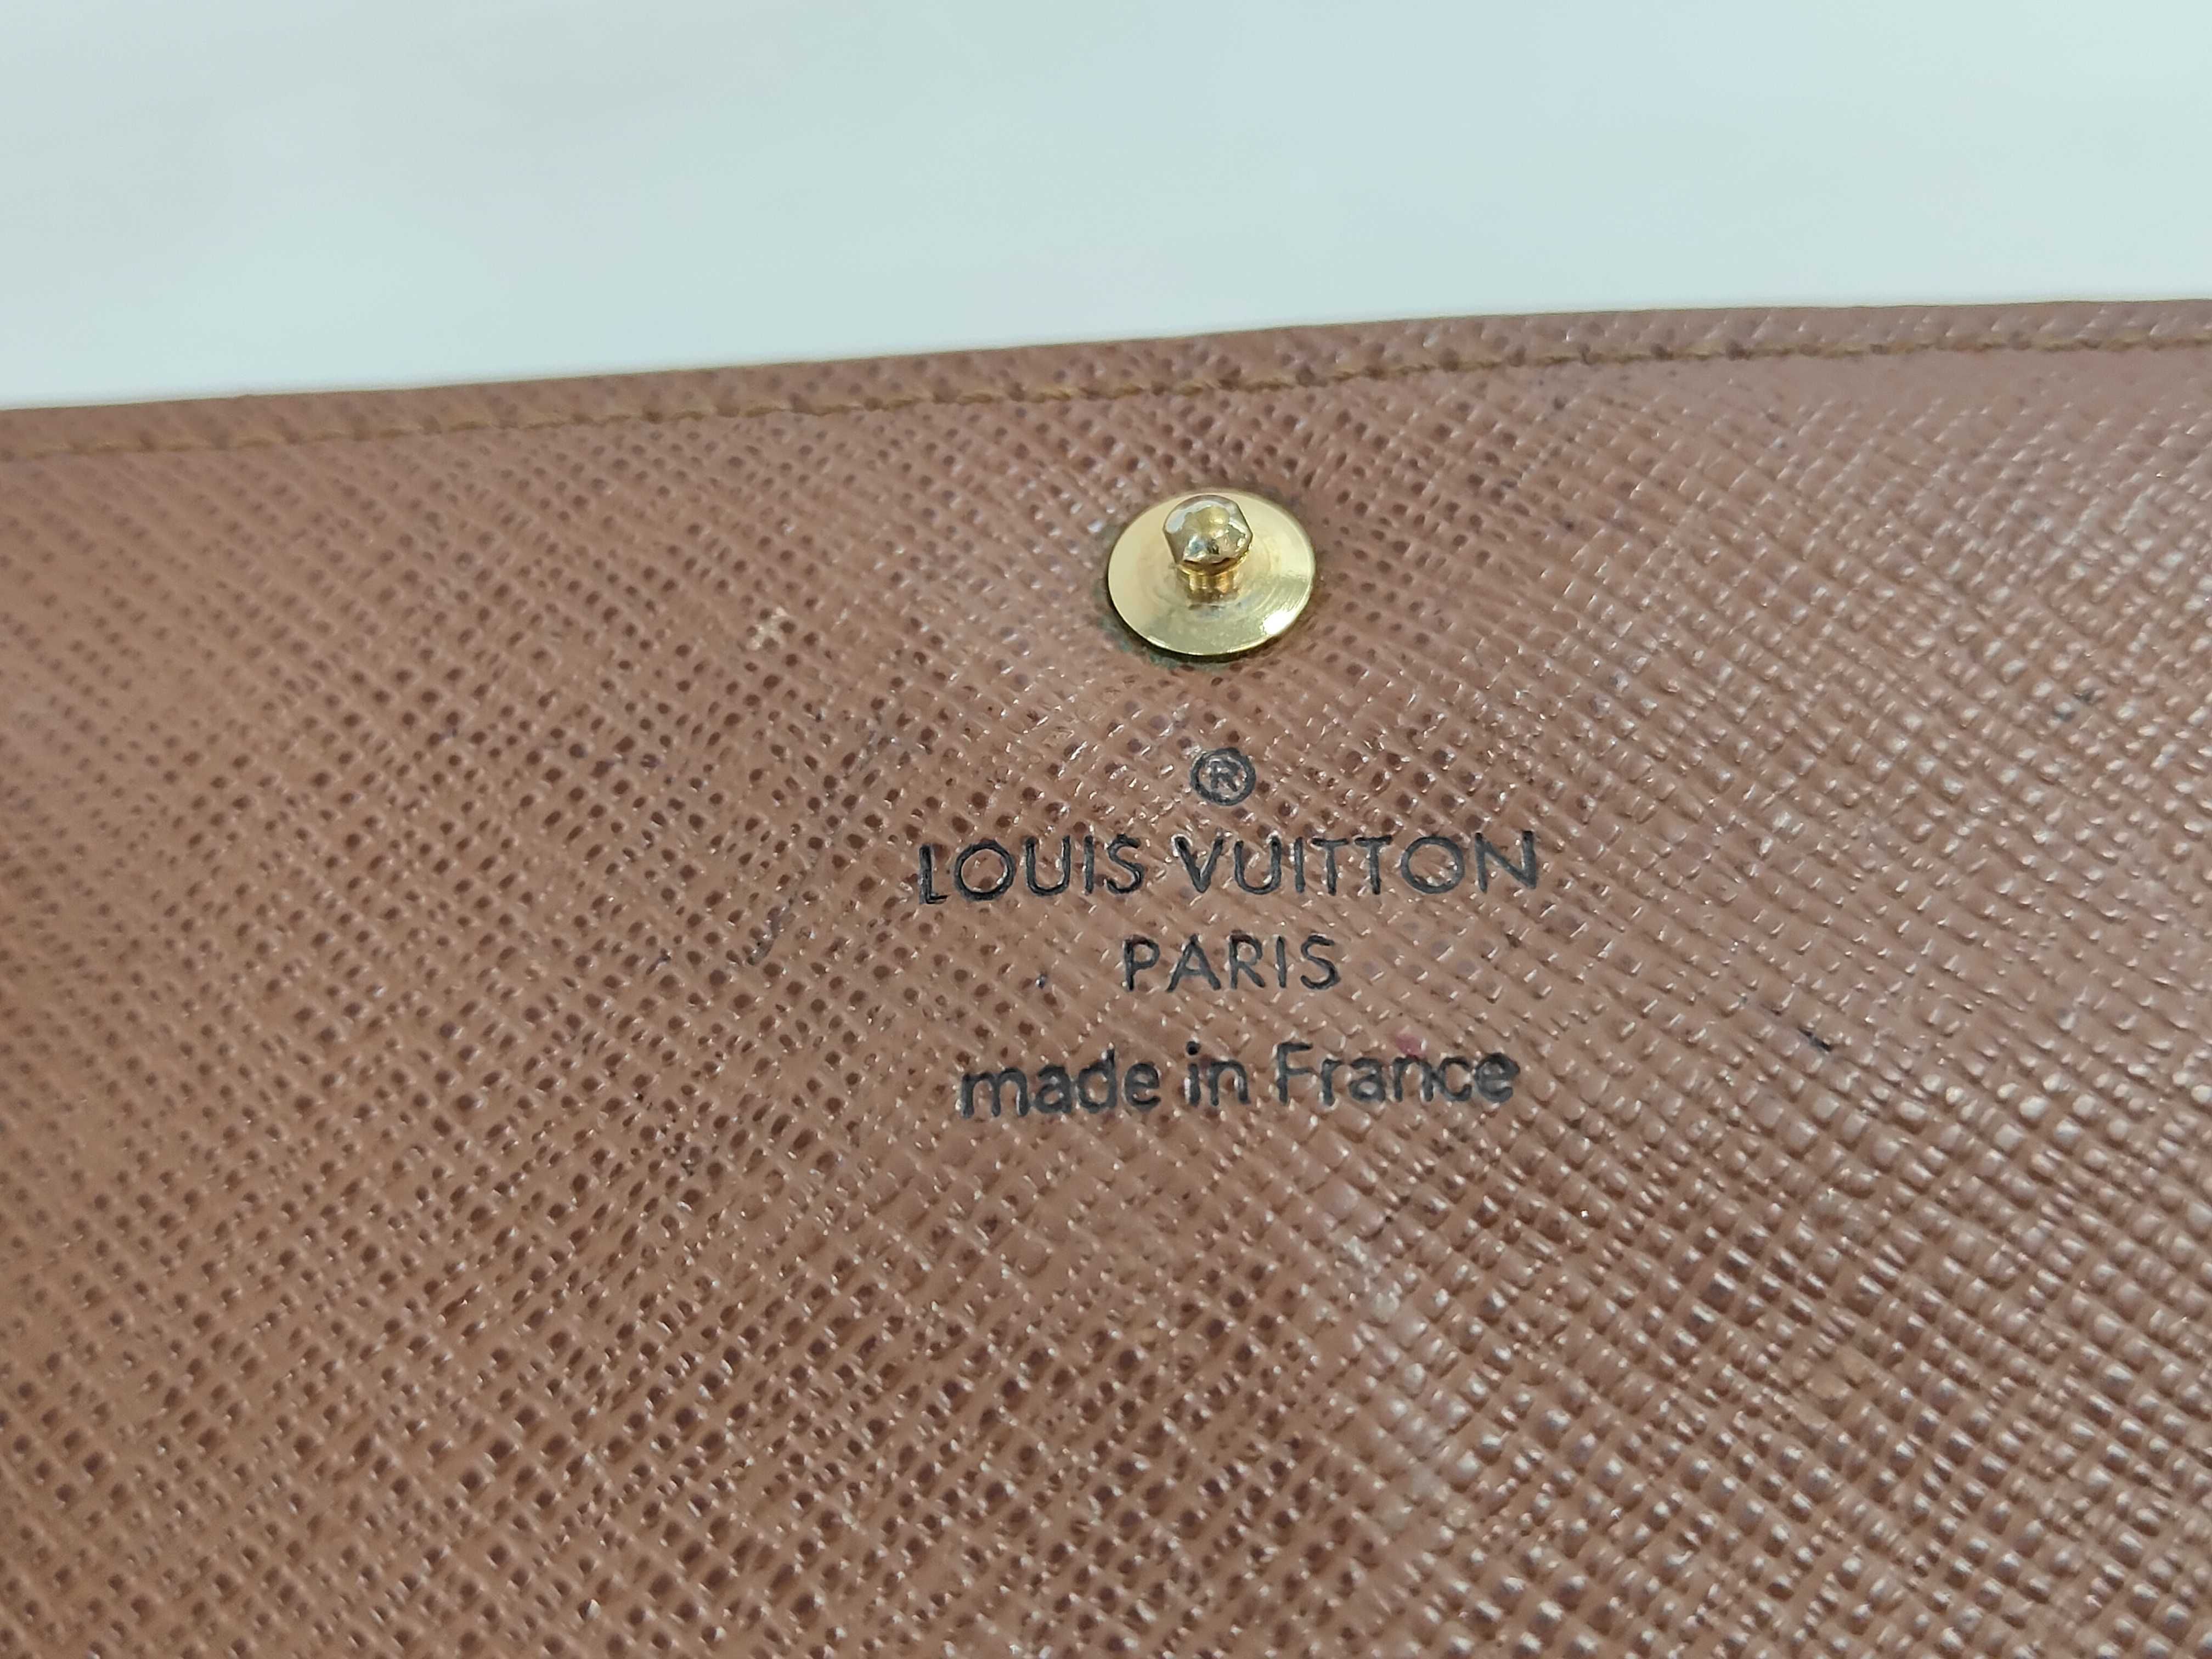 ®
LOUIS VUITTON
PARIS
made in France